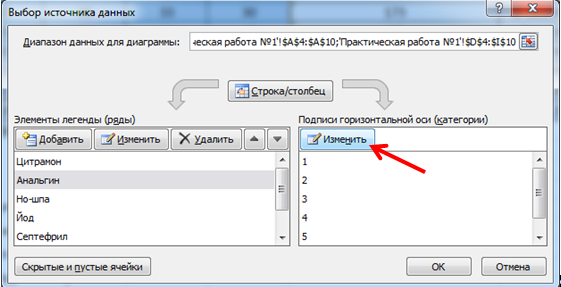 Выбор источника данных
Диапазон данных для диаграммы: ческая работа №1'!$A$4:$A$10;'Практическая работа №1'!$D$4:$I$10
Строка/столбец
Элементы легенды (ряды)
Добавить Изменить Удалить
Цитрамон
Анальгин
Но-шпа
Йод
Септефрил
Подписи горизонтальной оси (категории)
Изменить
1
2
3
4
5
Скрытые и пустые ячейки
ОК Отмена